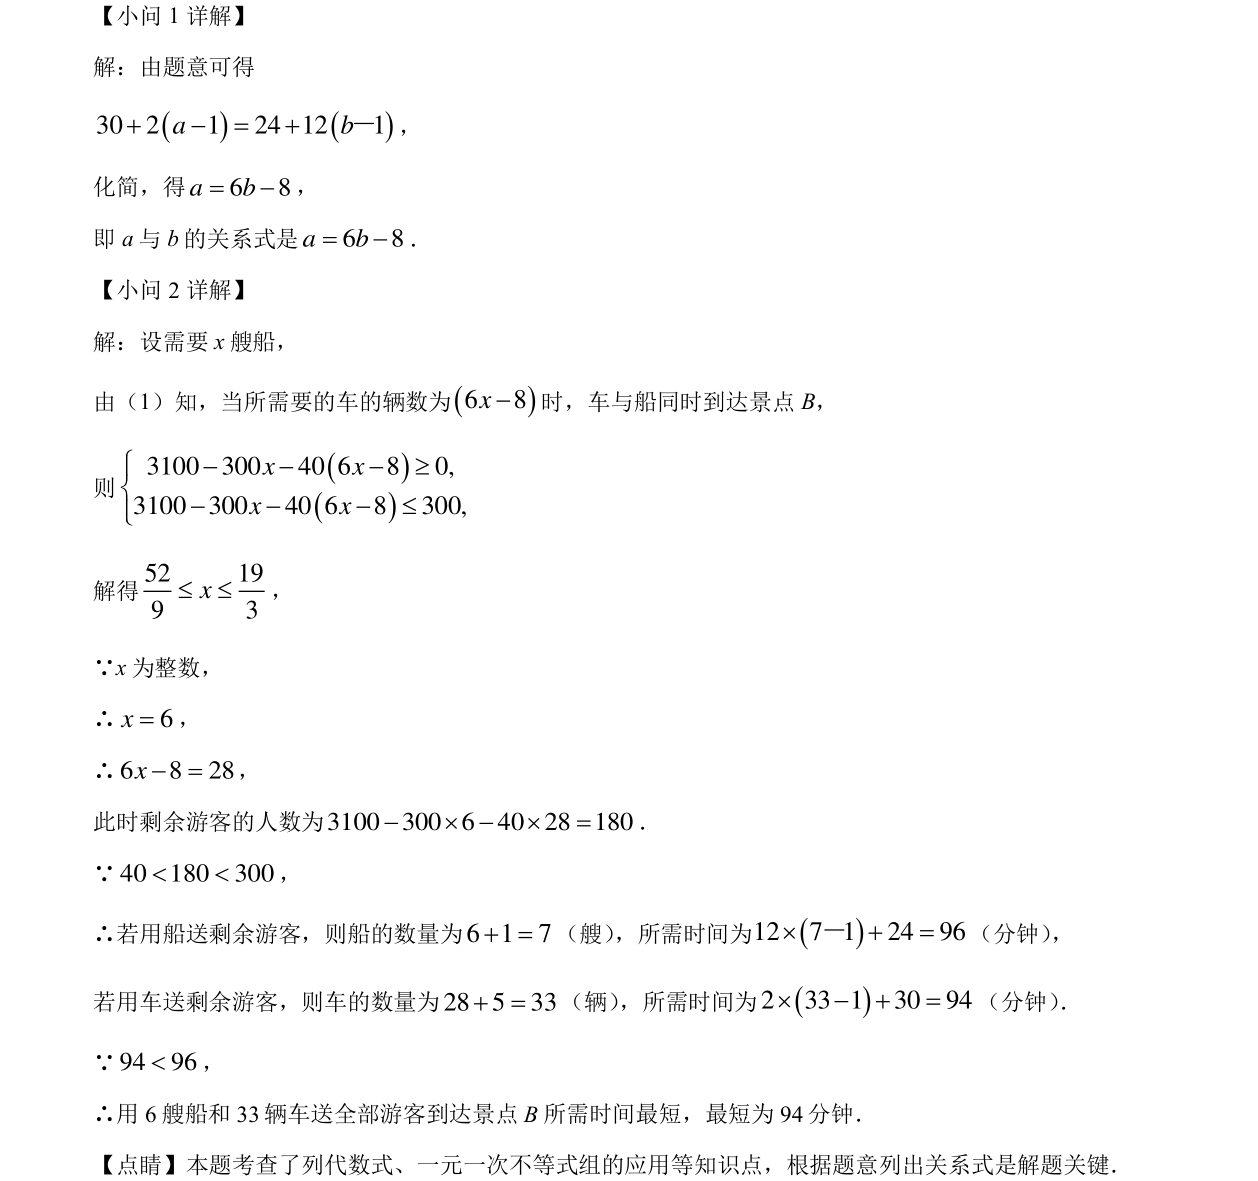 【小问 1 详解】
解：由题意可得
30+2(a−1)=24+12(b—1)，
化简，得a=6b−8，
即 a 与 b 的关系式是a=6b−8．
【小问 2 详解】
解：设需要 x 艘船，
由（1）知，当所需要的车的辆数为(6x−8)时，车与船同时到达景点 B，
则{3100−300x−40(6x−8)≥0,
3100−300x−40(6x−8)≤300,
解得52/9≤x≤19/3，
∵x 为整数，
∴x=6，
∴6x−8=28，
此时剩余游客的人数为3100−300×6−40×28=180．
∵40<180<300，
∴若用船送剩余游客，则船的数量为6+1=7（艘），所需时间为12×(7—1)+24=96（分钟），
若用车送剩余游客，则车的数量为28+5=33（辆），所需时间为2×(33−1)+30=94（分钟）．
∵94<96，
∴用 6 艘船和 33 辆车送全部游客到达景点 B 所需时间最短，最短为 94 分钟．
【点睛】本题考查了列代数式、一元一次不等式组的应用等知识点，根据题意列出关系式是解题关键．